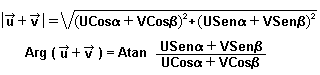 |u⃗ + v⃗| = √(UCosα + VCosβ)² + (USenα + VSenβ)²
Arg ( u⃗ + v⃗ ) = Atan USenα + VSenβ / UCosα + VCosβ